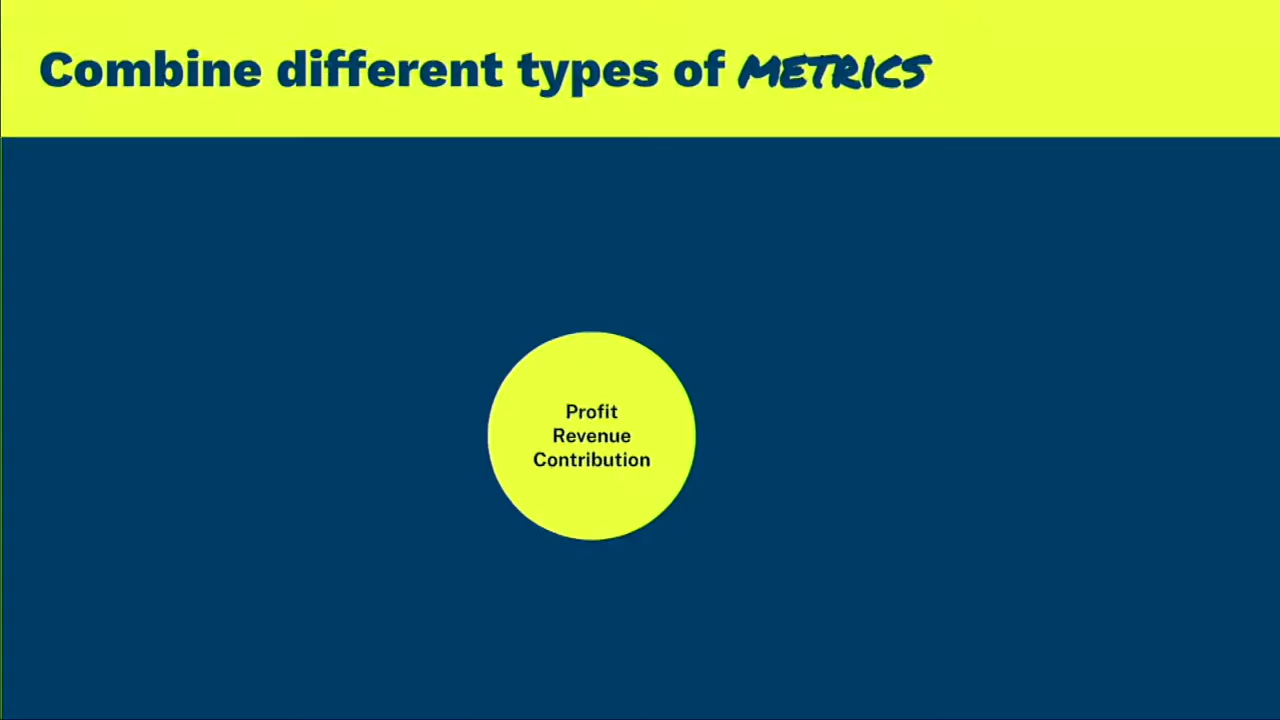 Combine different types of METRICS
Profit
Revenue
Contribution